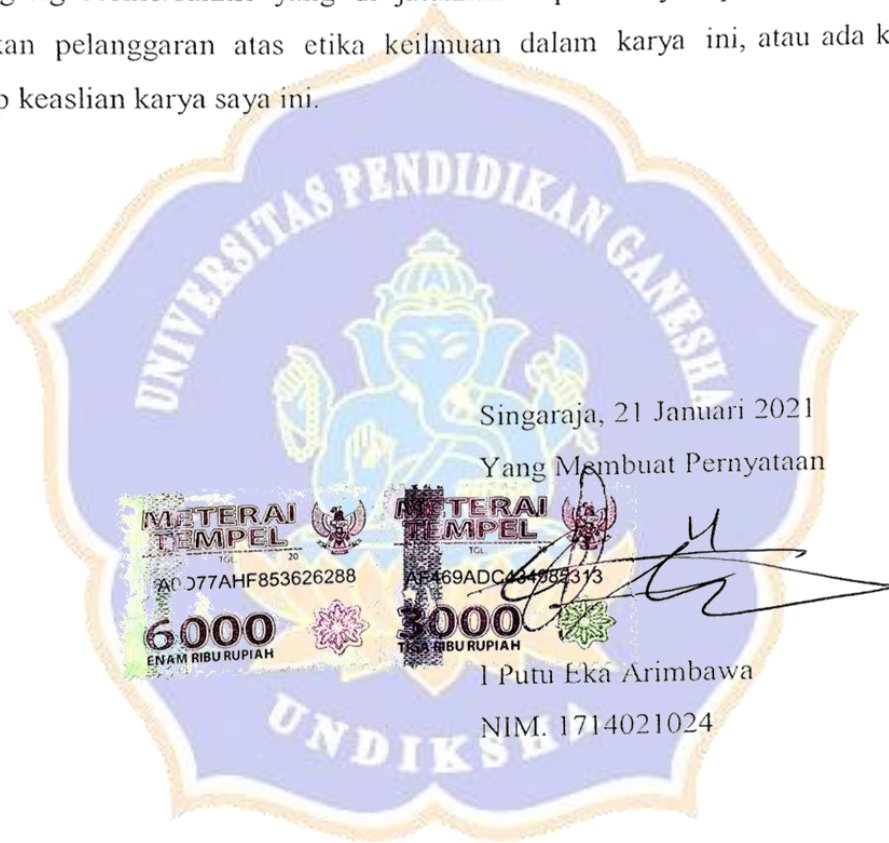 kan pelanggaran atas etika keilmuan dalam karya ini, atau ada k
keaslian karya saya ini.
UNIVERSITAS PENDIDIKAN GANESHA
Singaraja, 21 Januari 2021
Yang Membuat Pernyataan
METERAI TEMPEL
TGL. 20
77AHF853626288
6000
ENAM RIBU RUPIAH
METERAI TEMPEL
TGL.
469ADC
3000
TIGA RIBU RUPIAH
I Putu Eka Arimbawa
NIM. 1714021024
UNDIKSHA